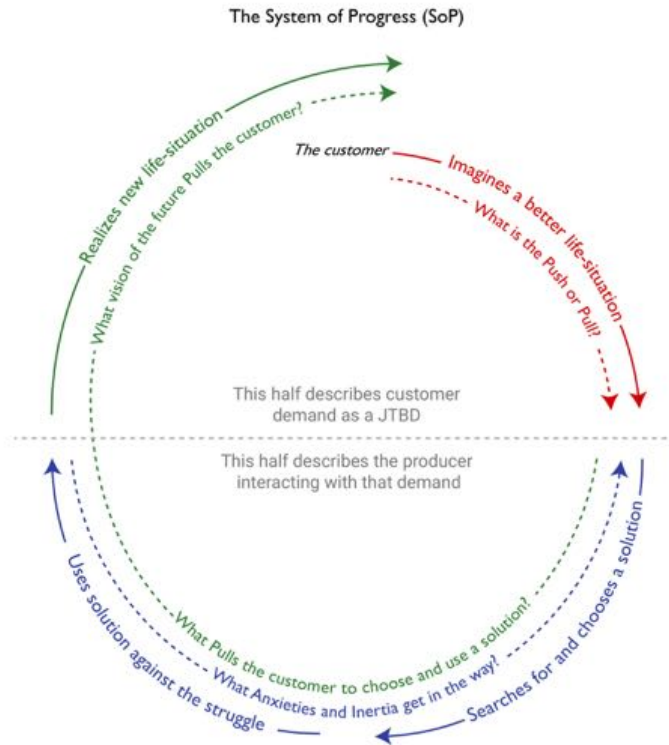 The System of Progress (SoP)
The customer
Imagines a better life-situation
What is the Push or Pull?
This half describes customer
demand as a JTBD
This half describes the producer
interacting with that demand
Searches for and chooses a solution
Uses solution against the struggle
What Anxieties and Inertia get in the way?
What Pulls the customer to choose and use a solution?
Realizes new life-situation
What vision of the future Pulls the customer?